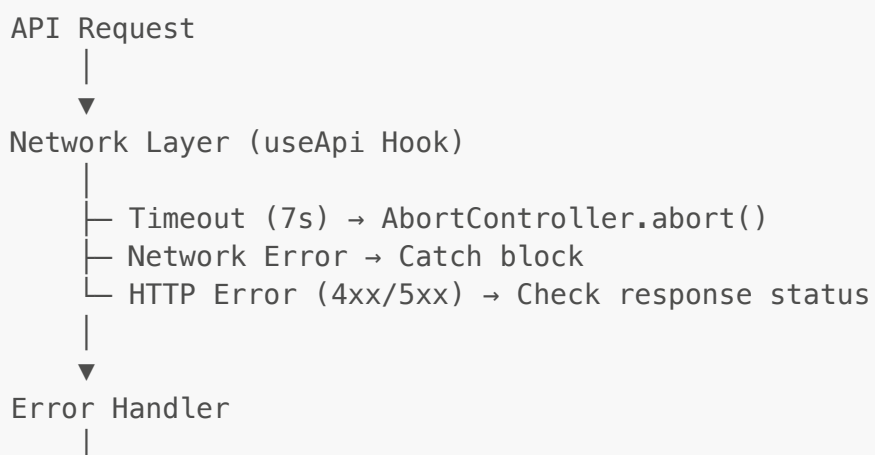 API Request
│
▼
Network Layer (useApi Hook)
│
├─ Timeout (7s) → AbortController.abort()
├─ Network Error → Catch block
└─ HTTP Error (4xx/5xx) → Check response status
│
▼
Error Handler
│